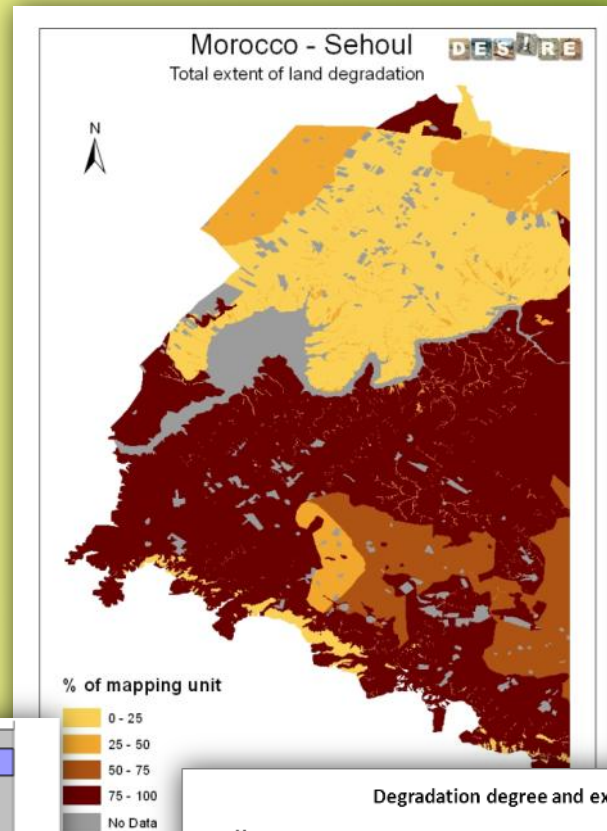 Morocco - Sehoul
DESIRE
Total extent of land degradation
N
% of mapping unit
0 - 25
25 - 50
50 - 75
75 - 100
No Data
Degradation degree and ex